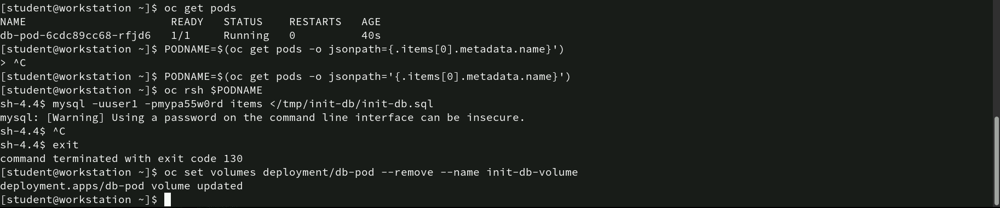 [student@workstation ~]$ oc get pods
NAME                      READY   STATUS    RESTARTS   AGE
db-pod-6cdc89cc68-rfjd6   1/1     Running   0          40s
[student@workstation ~]$ PODNAME=$(oc get pods -o jsonpath={.items[0].metadata.name}')
> ^C
[student@workstation ~]$ PODNAME=$(oc get pods -o jsonpath='{.items[0].metadata.name}')
[student@workstation ~]$ oc rsh $PODNAME
sh-4.4$ mysql -uuser1 -pmypa55w0rd items </tmp/init-db/init-db.sql
mysql: [Warning] Using a password on the command line interface can be insecure.
sh-4.4$ ^C
sh-4.4$ exit
command terminated with exit code 130
[student@workstation ~]$ oc set volumes deployment/db-pod --remove --name init-db-volume
deployment.apps/db-pod volume updated
[student@workstation ~]$